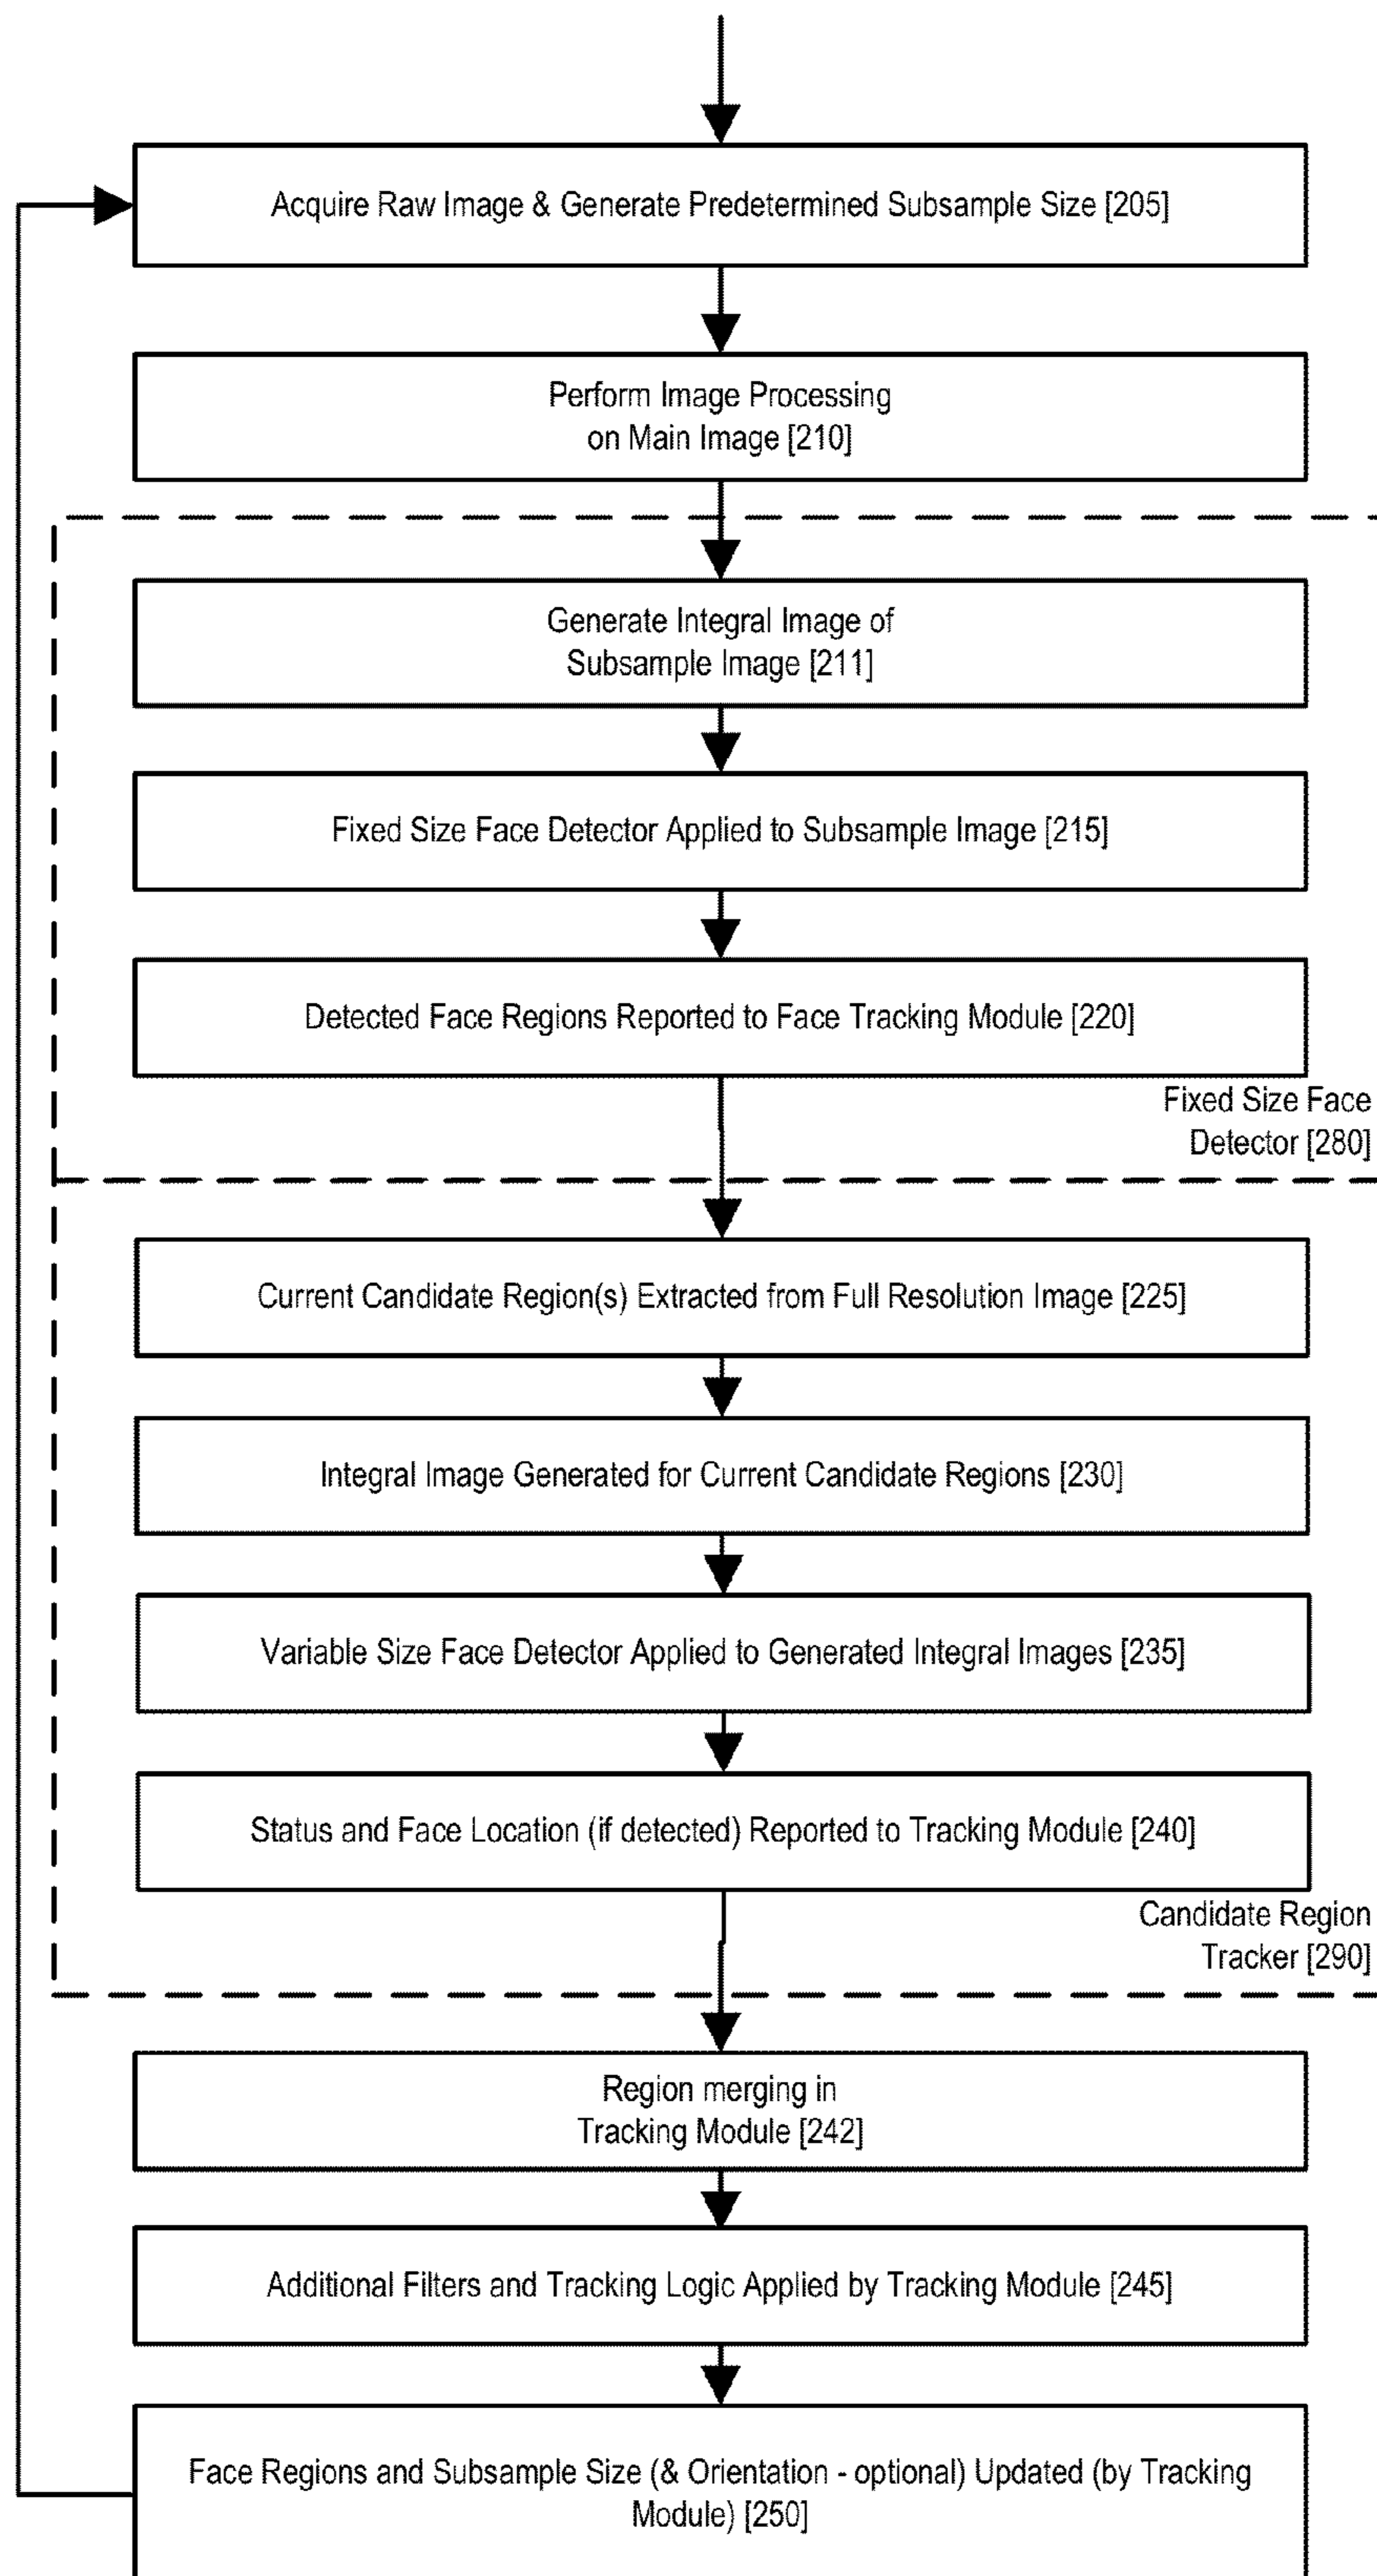 Acquire Raw Image & Generate Predetermined Subsample Size [205]
Perform Image Processing
on Main Image [210]
Generate Integral Image of
Subsample Image [211]
Fixed Size Face Detector Applied to Subsample Image [215]
Detected Face Regions Reported to Face Tracking Module [220]
Fixed Size Face
Detector [280]
Current Candidate Region(s) Extracted from Full Resolution Image [225]
Integral Image Generated for Current Candidate Regions [230]
Variable Size Face Detector Applied to Generated Integral Images [235]
Status and Face Location (if detected) Reported to Tracking Module [240]
Candidate Region
Tracker [290]
Region merging in
Tracking Module [242]
Additional Filters and Tracking Logic Applied by Tracking Module [245]
Face Regions and Subsample Size (& Orientation - optional) Updated (by Tracking
Module) [250]